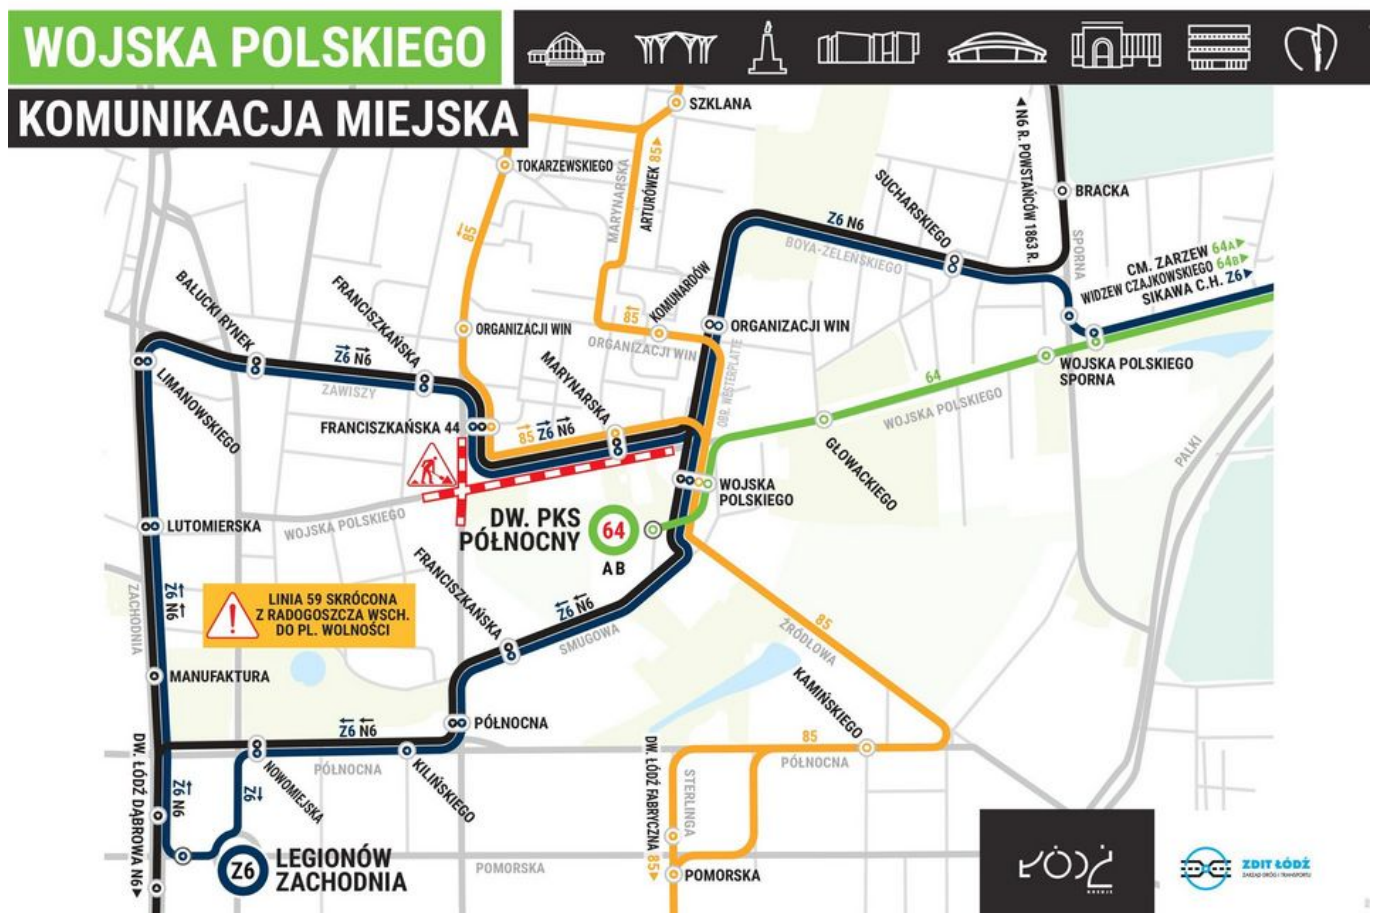 WOJSKA POLSKIEGO
KOMUNIKACJA MIEJSKA
SZKLANA
TOKARZEWSKIEGO
MARYNARSKA
ARTURÓWEK 85
85
SUCHARSKIEGO
Z6 N6
BOYA-ŻELEŃSKIEGO
N6 R. POWSTAŃCÓW 1863 R.
BRACKA
SPORNA
CM. ZARZEW 64A
WIDZEW CZAJKOWSKIEGO 64B
SIKAWA C.H. Z6
BAŁUCKI RYNEK
FRANCISZKAŃSKA
KOMUNARDÓW
85
ORGANIZACJI WIN
ORGANIZACJI WIN
ORGANIZACJI WIN
Z6 N6
ZAWISZY
LIMANOWSKIEGO
MARYNARSKA
OBR. WESTERPLATTE
WOJSKA POLSKIEGO
SPORNA
64
WOJSKA POLSKIEGO
FRANCISZKAŃSKA 44
85 Z6 N6
GŁOWACKIEGO
PALKI
WOJSKA
POLSKIEGO
LUTOMIERSKA
WOJSKA POLSKIEGO
DW. PKS
PÓŁNOCNY
64
A B
FRANCISZKAŃSKA
ZACHODNIA
Z6 N6
LINIA 59 SKRÓCONA
Z RADOGOSZCZA WSCH.
DO PL. WOLNOŚCI
Z6 N6
SMUGOWA
85
ŹRÓDŁOWA
MANUFAKTURA
KAMIŃSKIEGO
PÓŁNOCNA
Z6 N6
PÓŁNOCNA
85
PÓŁNOCNA
DW. ŁÓDŹ DĄBROWA N6
Z6 N6
Z6
NOWOMIEJSKA
KILIŃSKIEGO
DW. ŁÓDŹ FABRYCZNA 85
STERLINGA
Z6
LEGIONÓW
ZACHODNIA
POMORSKA
POMORSKA
ŁÓDŹ
KREUJE
ZDIT ŁÓDŹ
ZARZĄD DRÓG I TRANSPORTU